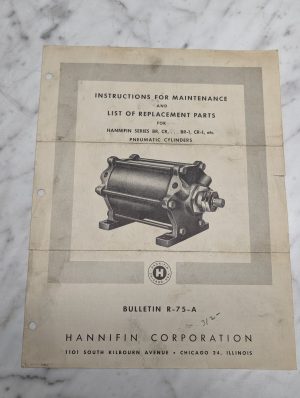 INSTRUCTIONS FOR MAINTENANCE
AND
LIST OF REPLACEMENT PARTS
FOR
HANNIFIN SERIES BR, CR, . . . BR-1, CR-1, etc.
PNEUMATIC CYLINDERS
H
BULLETIN R-75-A
HANNIFIN CORPORATION
1101 SOUTH KILBOURN AVENUE • CHICAGO 24, ILLINOIS